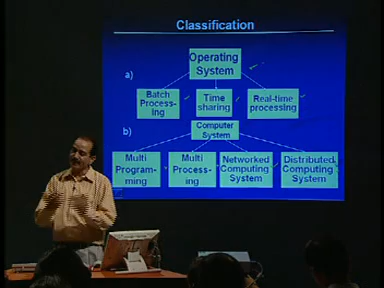 Classification
Operating
System
a)
Batch
Process-
ing
Time
sharing
Real-time
processing
b)
Computer
System
Multi
Program-
ming
Multi
Process-
ing
Networked
Computing
System
Distributed
Computing
System